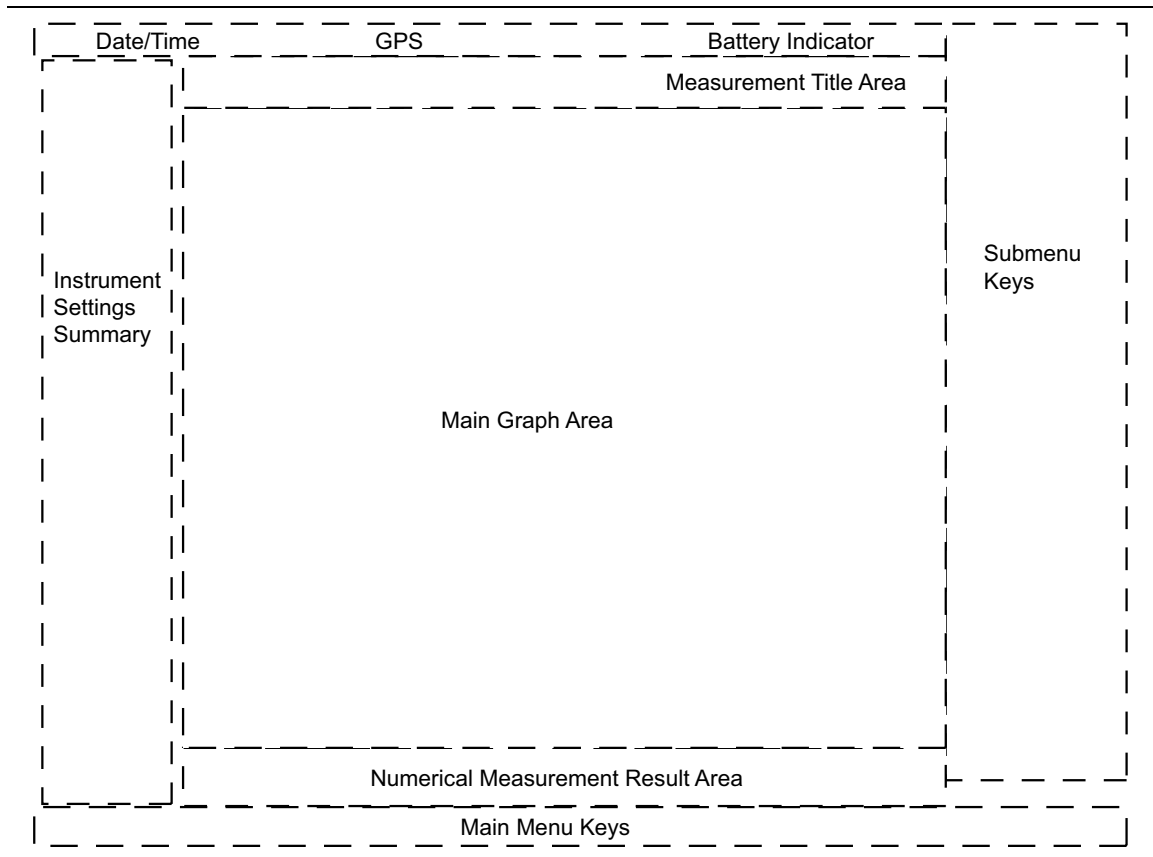 Date/Time GPS Battery Indicator
Measurement Title Area
Instrument
Settings
Summary
Submenu
Keys
Main Graph Area
Numerical Measurement Result Area
Main Menu Keys